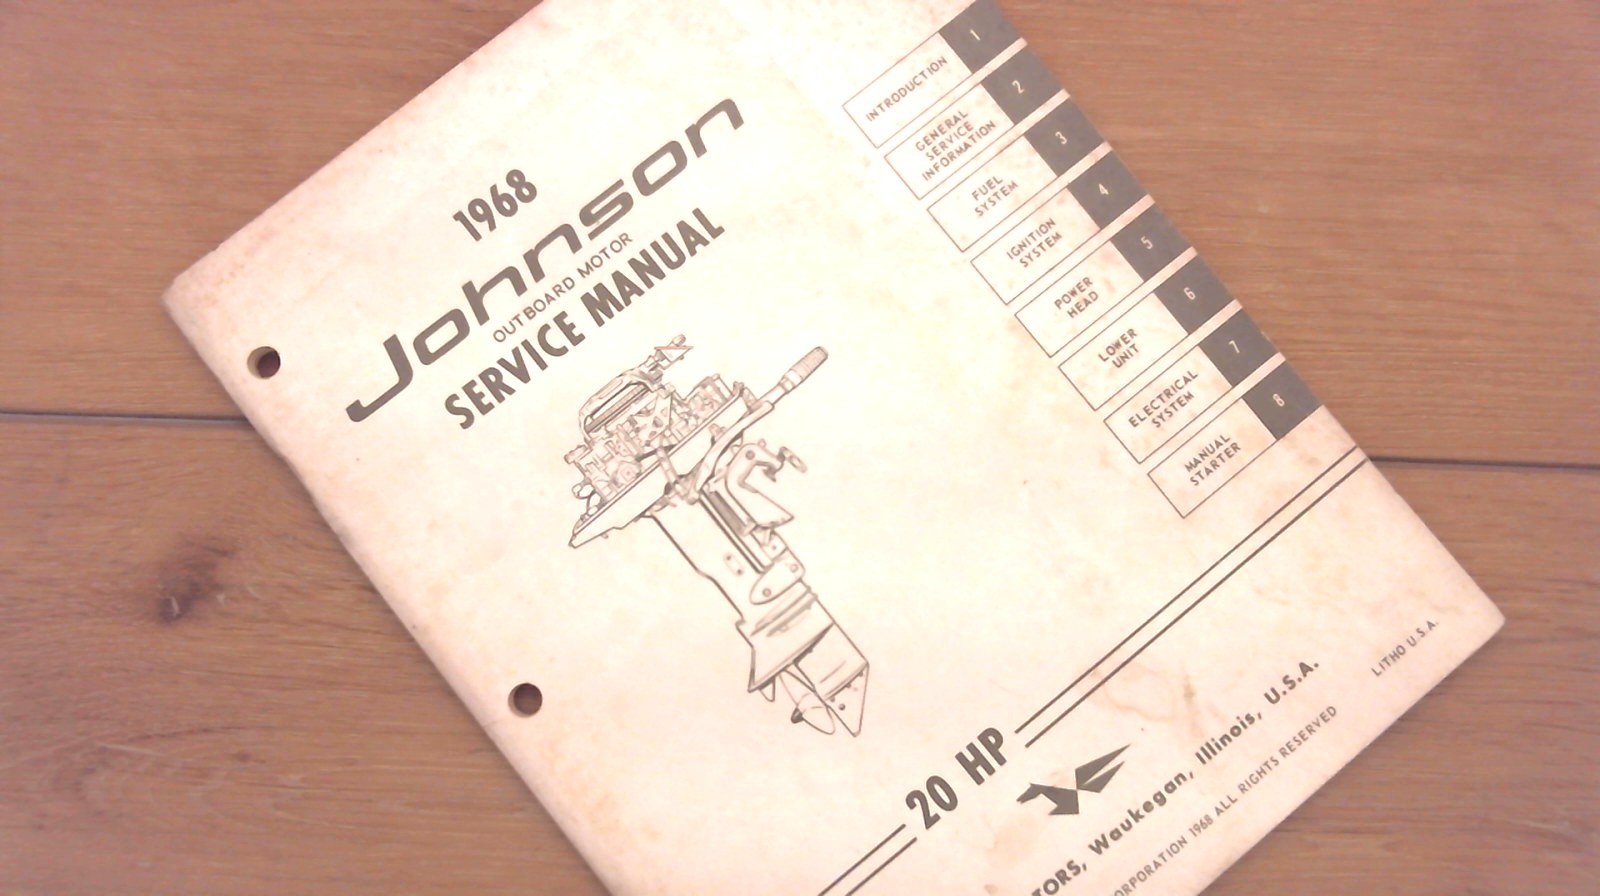 1968
Johnson
OUTBOARD MOTOR
SERVICE MANUAL
INTRODUCTION 1
GENERAL
SERVICE
INFORMATION 2
FUEL
SYSTEM 3
IGNITION
SYSTEM 4
POWER
HEAD 5
LOWER
UNIT 6
ELECTRICAL
SYSTEM 7
MANUAL
STARTER 8
20 HP
TORS, Waukegan, Illinois, U.S.A.
ORPORATION 1968 ALL RIGHTS RESERVED
LITHO U.S.A.